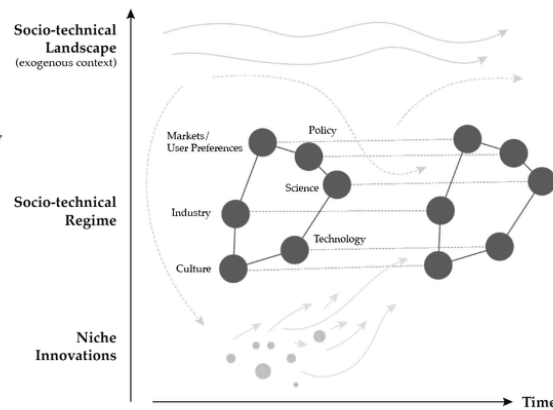 Socio-technical
Landscape
(exogenous context)
Markets/
User Preferences
Policy
Science
Socio-technical
Regime
Industry
Technology
Culture
Niche
Innovations
Time